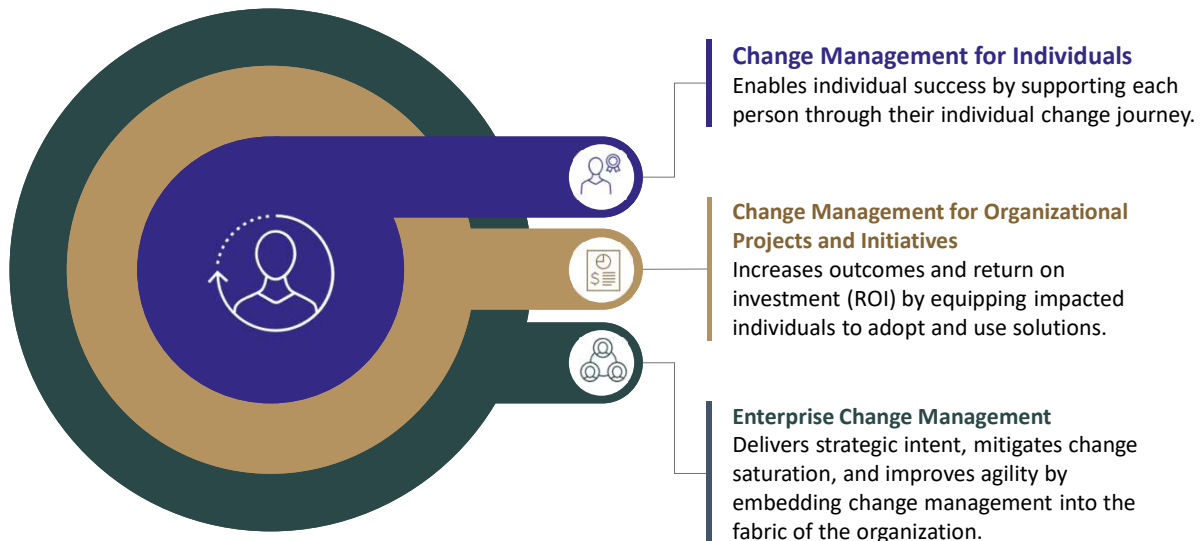 Change Management for Individuals
Enables individual success by supporting each
person through their individual change journey.
Change Management for Organizational
Projects and Initiatives
Increases outcomes and return on
investment (ROI) by equipping impacted
individuals to adopt and use solutions.
$
Enterprise Change Management
Delivers strategic intent, mitigates change
saturation, and improves agility by
embedding change management into the
fabric of the organization.